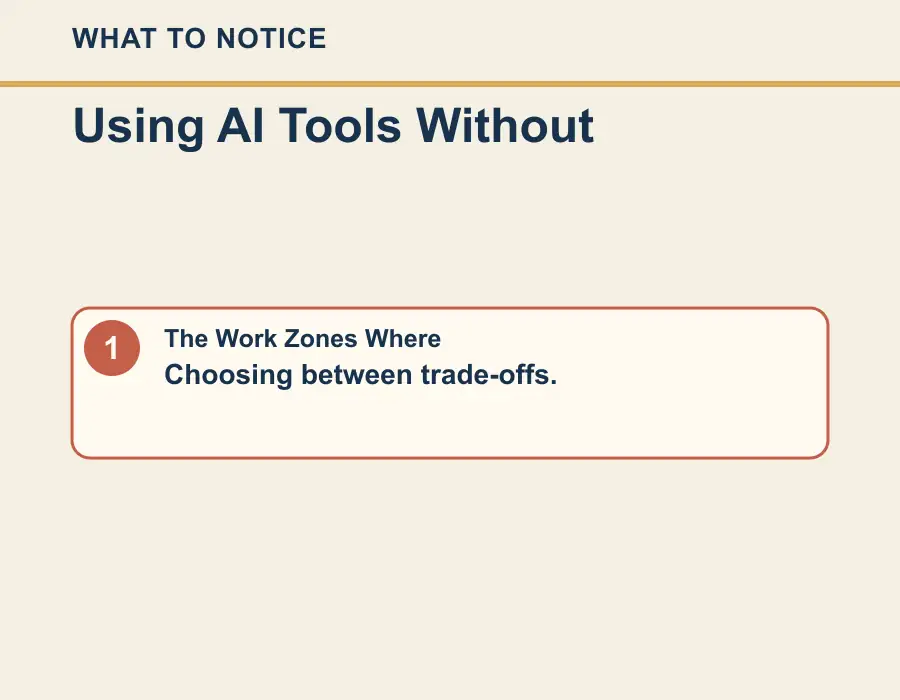 WHAT TO NOTICE
Using AI Tools Without
1
The Work Zones Where
Choosing between trade-offs.